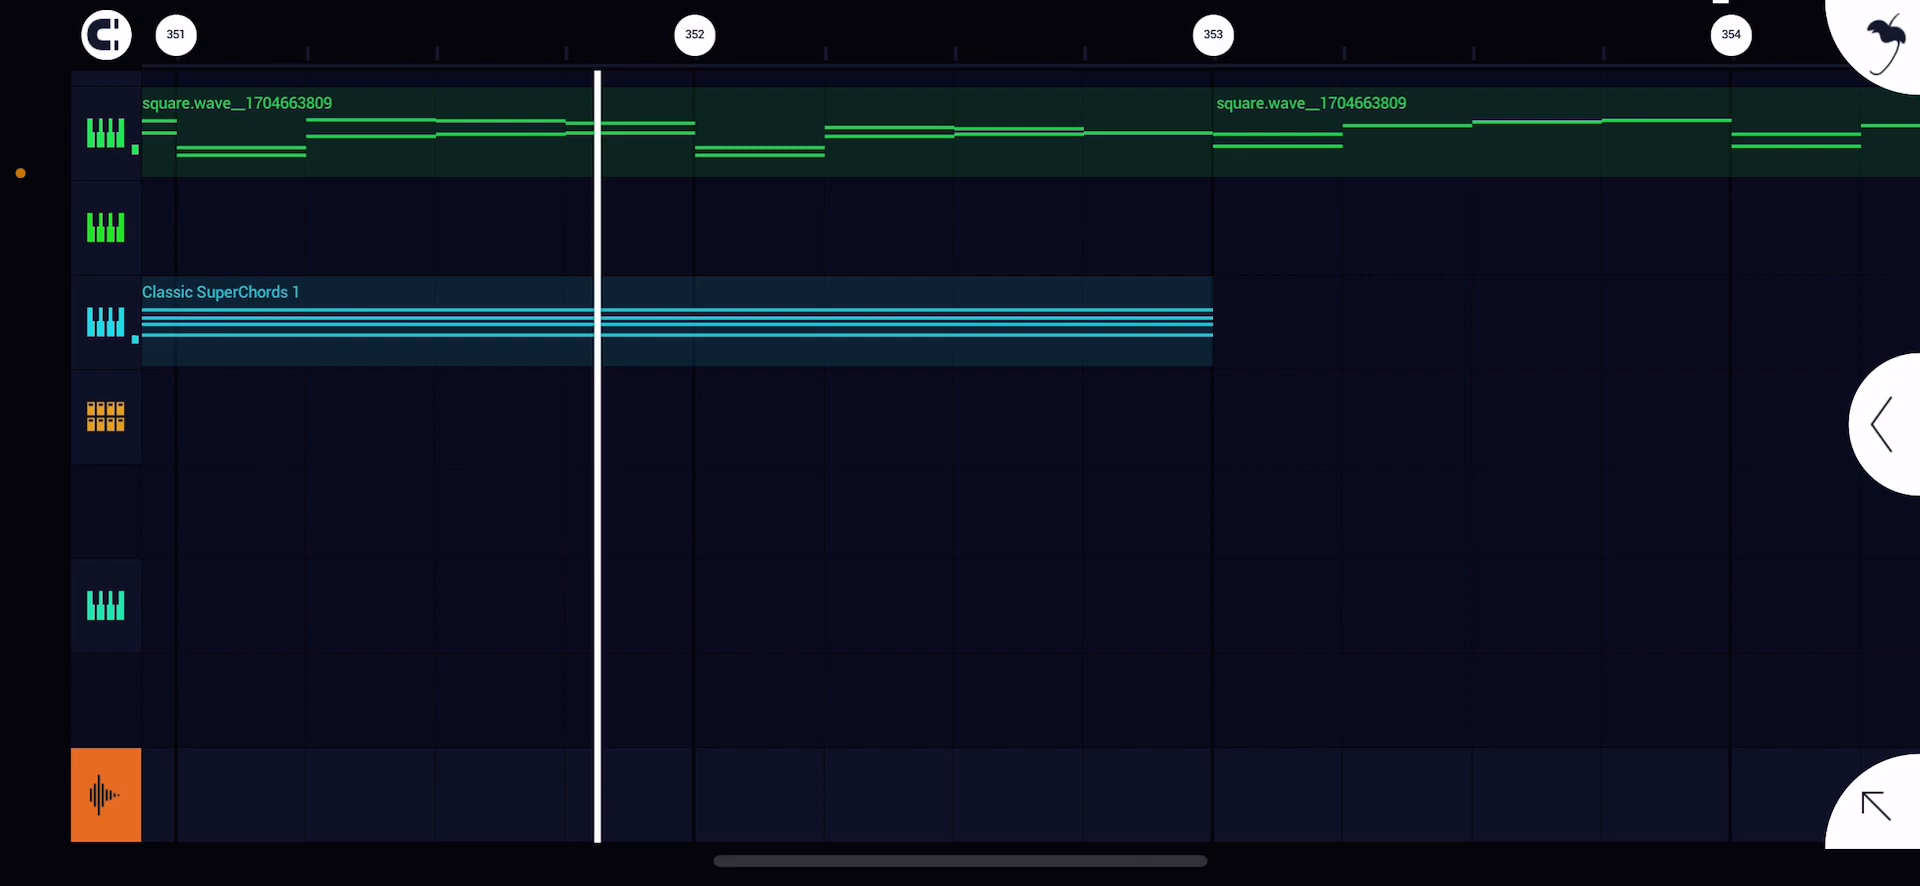 351
352
353
354
square.wave__1704663809
square.wave__1704663809
Classic SuperChords 1